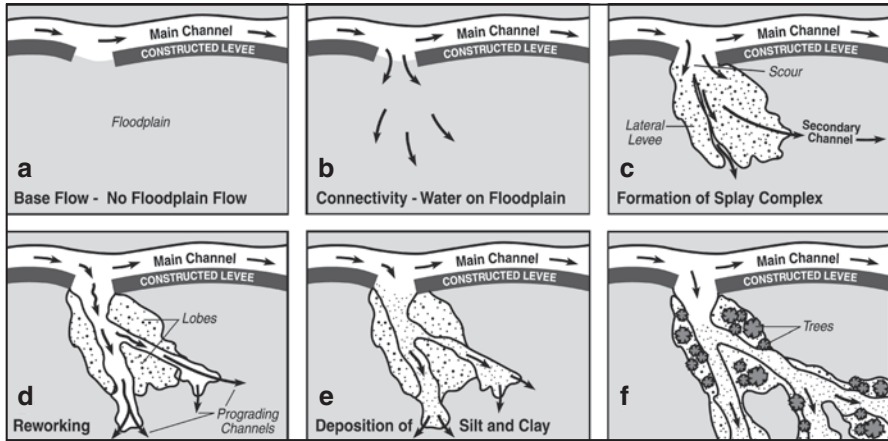 Main Channel
CONSTRUCTED LEVEE
Floodplain
a
Base Flow - No Floodplain Flow
Main Channel
CONSTRUCTED LEVEE
b
Connectivity - Water on Floodplain
Main Channel
CONSTRUCTED LEVEE
Scour
Lateral
Levee
Secondary
Channel
c
Formation of Splay Complex
Main Channel
CONSTRUCTED LEVEE
Lobes
d
Prograding
Channels
Reworking
Main Channel
CONSTRUCTED LEVEE
e
Deposition of Silt and Clay
Main Channel
CONSTRUCTED LEVEE
Trees
f